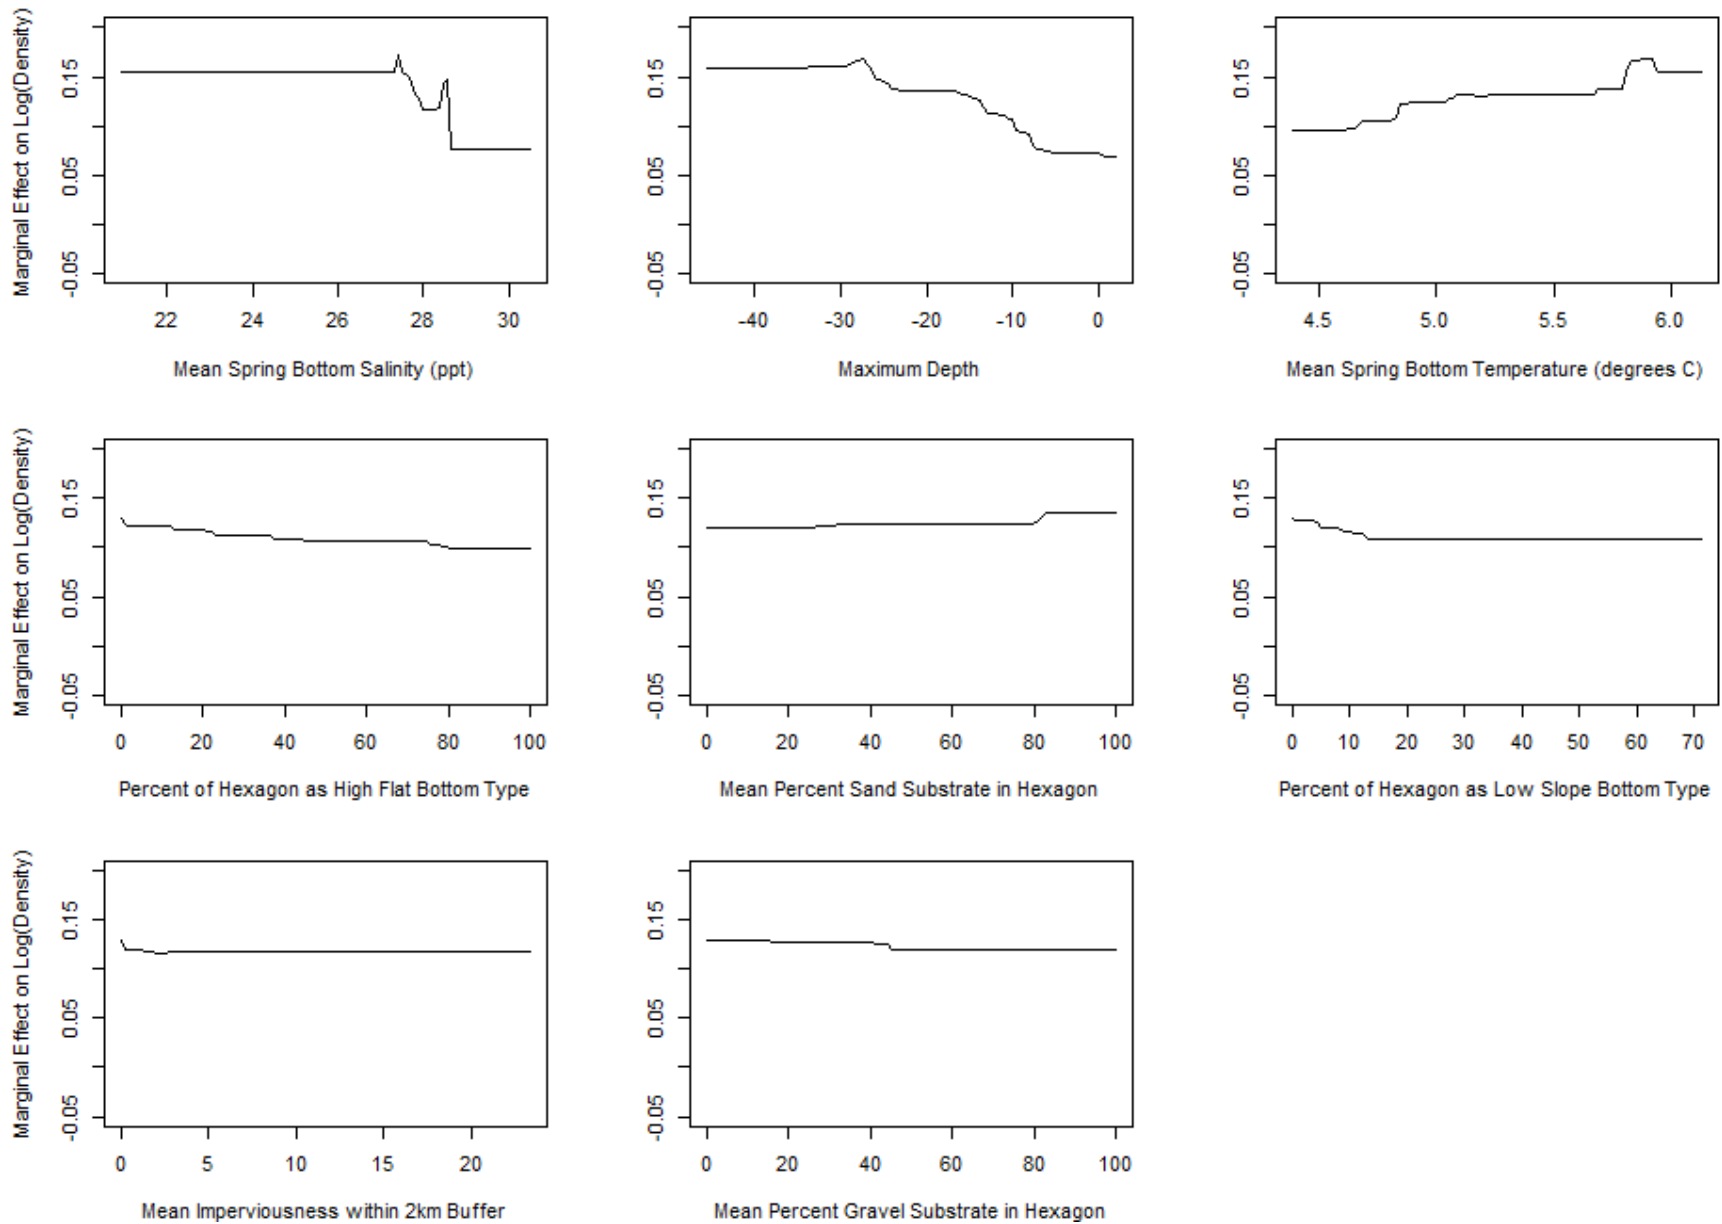 Marginal Effect on Log(Density)
0.15
0.05
-0.05
22 24 26 28 30
Mean Spring Bottom Salinity (ppt)
0.15
0.05
-0.05
-40 -30 -20 -10 0
Maximum Depth
0.15
0.05
-0.05
4.5 5.0 5.5 6.0
Mean Spring Bottom Temperature (degrees C)
Marginal Effect on Log(Density)
0.15
0.05
-0.05
0 20 40 60 80 100
Percent of Hexagon as High Flat Bottom Type
0.15
0.05
-0.05
0 20 40 60 80 100
Mean Percent Sand Substrate in Hexagon
0.15
0.05
-0.05
0 10 20 30 40 50 60 70
Percent of Hexagon as Low Slope Bottom Type
Marginal Effect on Log(Density)
0.15
0.05
-0.05
0 5 10 15 20
Mean Imperviousness within 2km Buffer
0.15
0.05
-0.05
0 20 40 60 80 100
Mean Percent Gravel Substrate in Hexagon